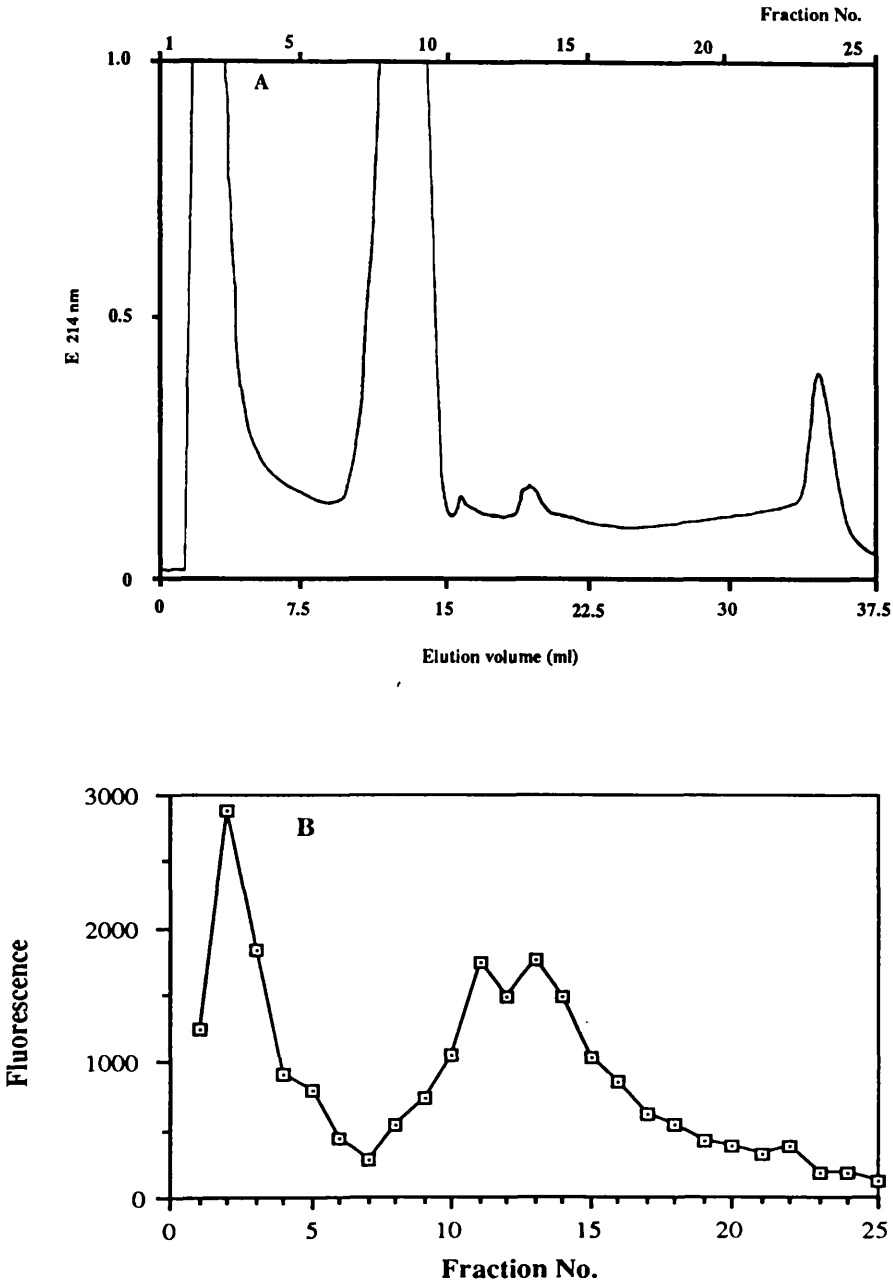 Fraction No.
1 5 10 15 20 25
1.0
A
0.5
E 214 nm
0
0 7.5 15 22.5 30 37.5
Elution volume (ml)
3000
B
2000
Fluorescence
1000
0
0 5 10 15 20 25
Fraction No.